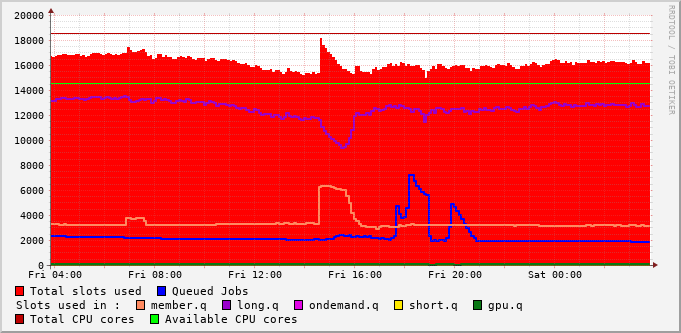 20000
18000
16000
14000
12000
10000
8000
6000
4000
2000
0
Fri 04:00 Fri 08:00 Fri 12:00 Fri 16:00 Fri 20:00 Sat 00:00
Total slots used Queued Jobs
Slots used in : member.q long.q ondemand.q short.q gpu.q
Total CPU cores Available CPU cores
RRDTOOL / TOBI OETIKER